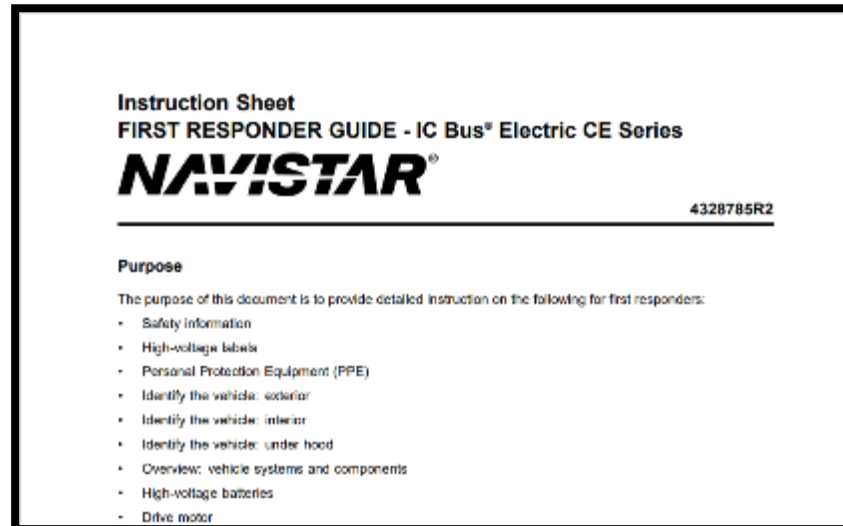 Instruction Sheet
FIRST RESPONDER GUIDE - IC Bus® Electric CE Series
NAVISTAR®
4328785R2
Purpose
The purpose of this document is to provide detailed instruction on the following for first responders:
• Safety information
• High-voltage labels
• Personal Protection Equipment (PPE)
• Identify the vehicle: exterior
• Identify the vehicle: interior
• Identify the vehicle: under hood
• Overview: vehicle systems and components
• High-voltage batteries
• Drive motor